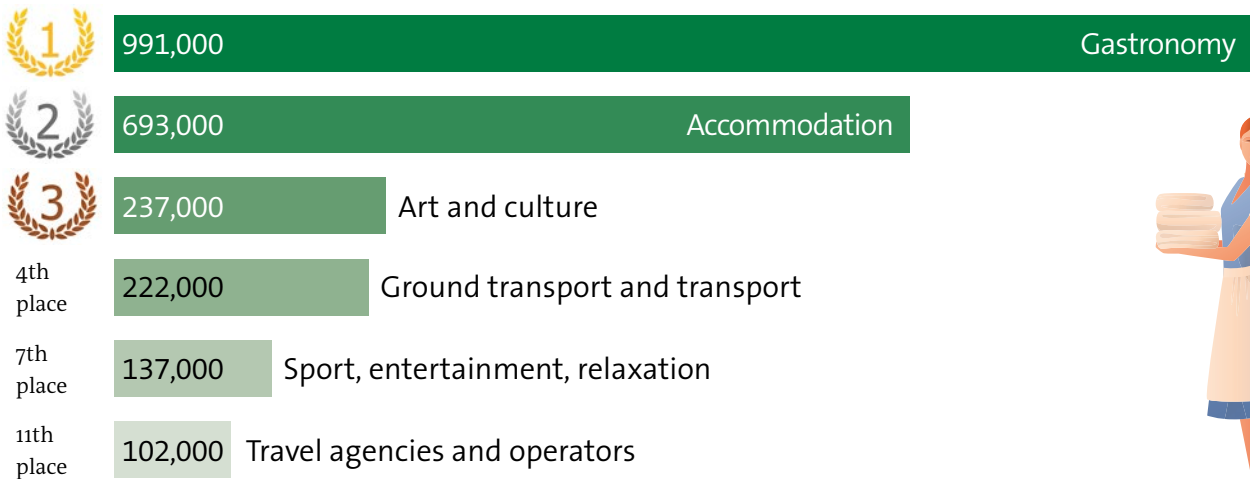 1 991,000 Gastronomy
2 693,000 Accommodation
3 237,000 Art and culture
4th
place
222,000 Ground transport and transport
7th
place
137,000 Sport, entertainment, relaxation
11th
place
102,000 Travel agencies and operators